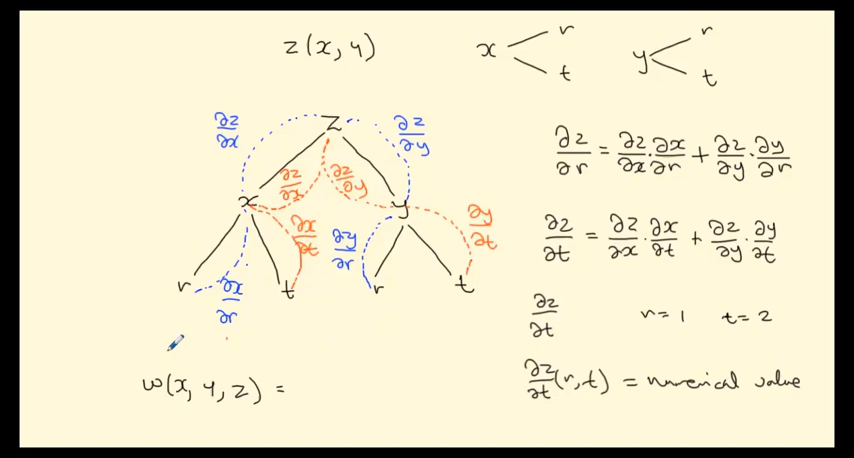 z(x, y) x r t y r t
z
∂z/∂x ∂z/∂y
∂z/∂x ∂z/∂y
∂z/∂r = ∂z/∂x · ∂x/∂r + ∂z/∂y · ∂y/∂r
x y
∂x/∂t ∂y/∂r ∂y/∂t
∂z/∂t = ∂z/∂x · ∂x/∂t + ∂z/∂y · ∂y/∂t
r t r t
∂x/∂r
∂z/∂t r = 1 t = 2
w(x, y, z) =
∂z/∂t (r, t) = numerical value